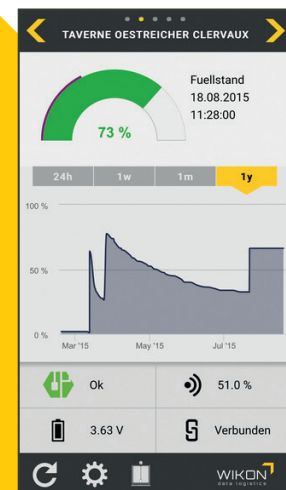 TAVERNE OESTREICHER CLERVAUX
Fuellstand
18.08.2015
11:28:00
73 %
24h 1w 1m 1y
100 %
50 %
0 %
Mar '15 May '15 Jul '15
Ok 51.0 %
3.63 V Verbunden
WIKON
data logistics